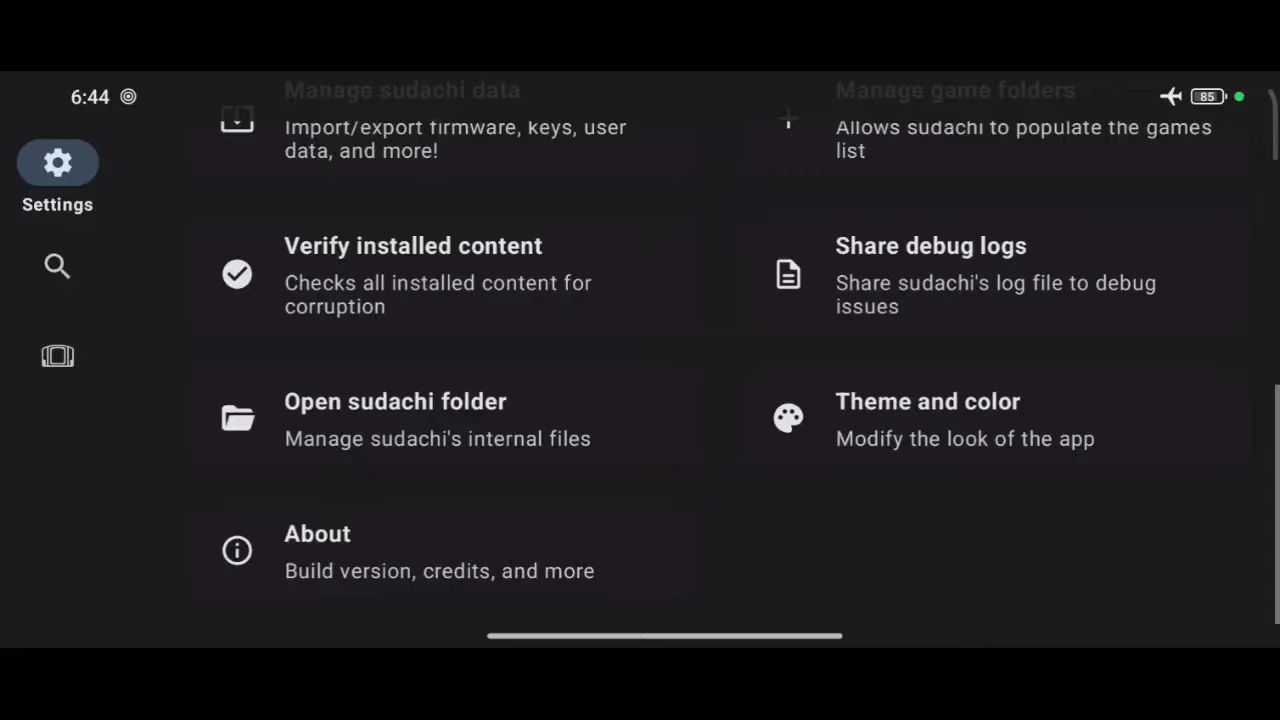 6:44
85
Settings
Manage sudachi data
Import/export firmware, keys, user
data, and more!
Manage game folders
Allows sudachi to populate the games
list
Verify installed content
Checks all installed content for
corruption
Share debug logs
Share sudachi's log file to debug
issues
Open sudachi folder
Manage sudachi's internal files
Theme and color
Modify the look of the app
About
Build version, credits, and more